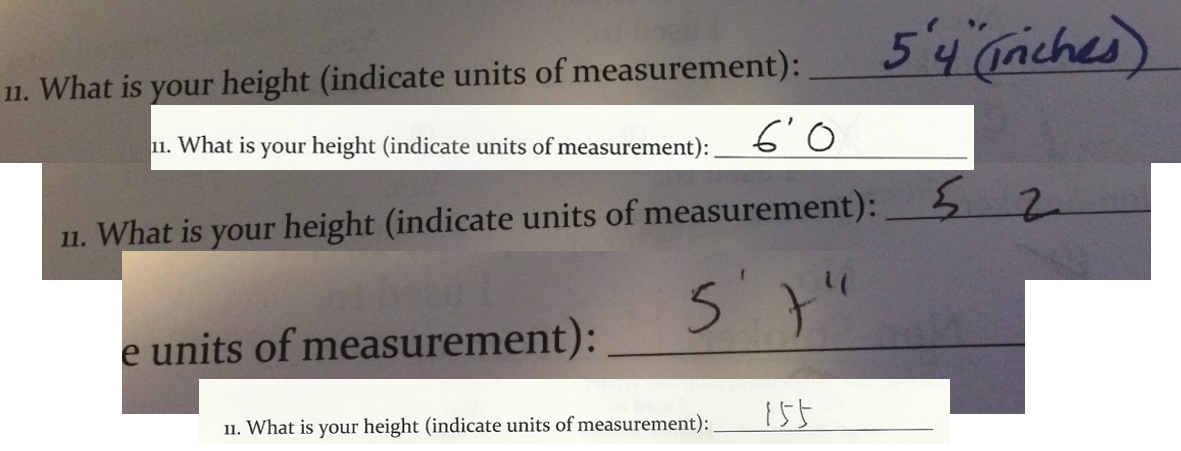 11. What is your height (indicate units of measurement): 5'4" (inches)
11. What is your height (indicate units of measurement): 6'0
11. What is your height (indicate units of measurement): 5 2
e units of measurement): 5'7"
11. What is your height (indicate units of measurement): 155